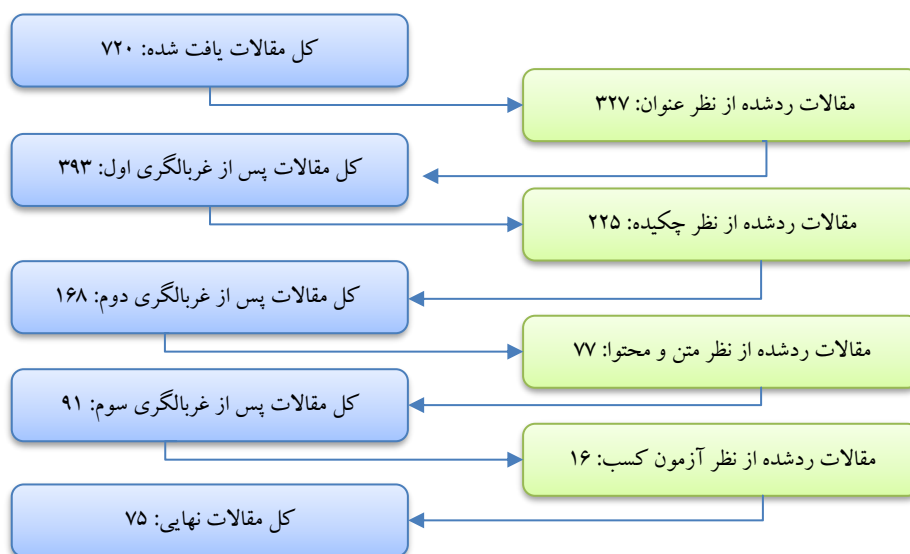 کل مقالات یافت شده: ۷۲۰
مقالات ردشده از نظر عنوان: ۳۲۷
کل مقالات پس از غربالگری اول: ۳۹۳
مقالات ردشده از نظر چکیده: ۲۲۵
کل مقالات پس از غربالگری دوم: ۱۶۸
مقالات ردشده از نظر متن و محتوا: ۷۷
کل مقالات پس از غربالگری سوم: ۹۱
مقالات ردشده از نظر آزمون کسب: ۱۶
کل مقالات نهایی: ۷۵